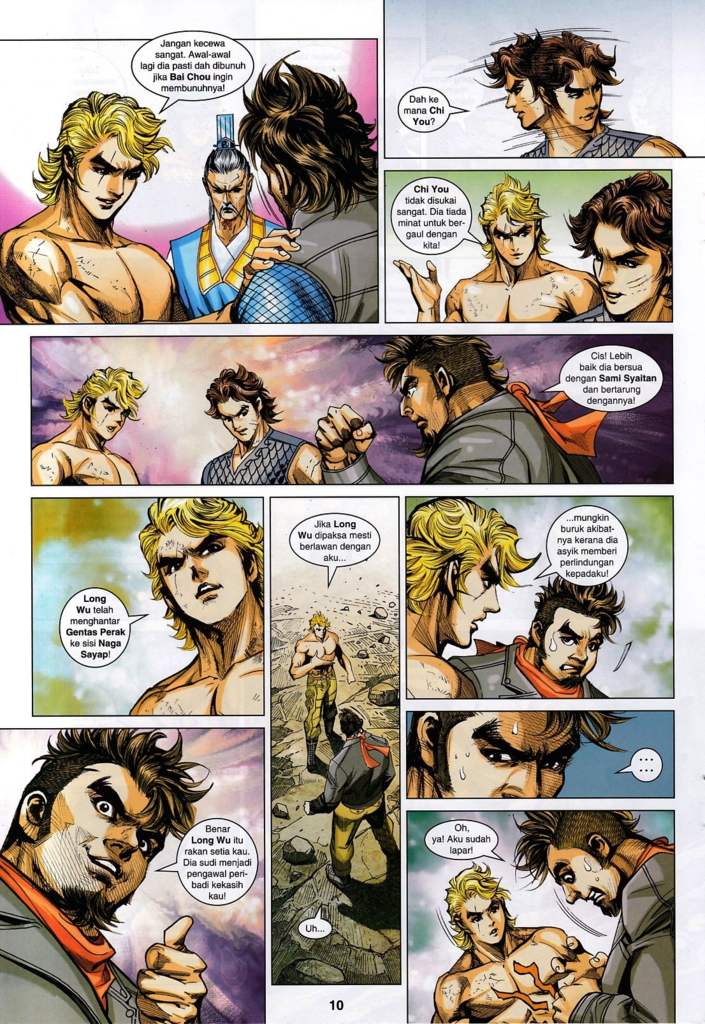 Jangan kecewa
sangat. Awal-awal
lagi dia pasti dah dibunuh
jika Bai Chou ingin
membunuhnya!
Dah ke
mana Chi
You?
Chi You
tidak disukai
sangat. Dia tiada
minat untuk ber-
gaul dengan
kita!
Cis! Lebih
baik dia bersua
dengan Sami Syaitan
dan bertarung
dengannya!
Long
Wu telah
menghantar
Gentas Perak
ke sisi Naga
Sayap!
Jika Long
Wu dipaksa mesti
berlawan dengan
aku...
...mungkin
buruk akibat-
nya kerana dia
asyik memberi
perlindungan
kepadaku!
Benar
Long Wu itu
rakan setia kau.
Dia sudi menjadi
pengawal peri-
badi kekasih
kau!
Uh...
... ...
Oh,
ya! Aku sudah
lapar!
10